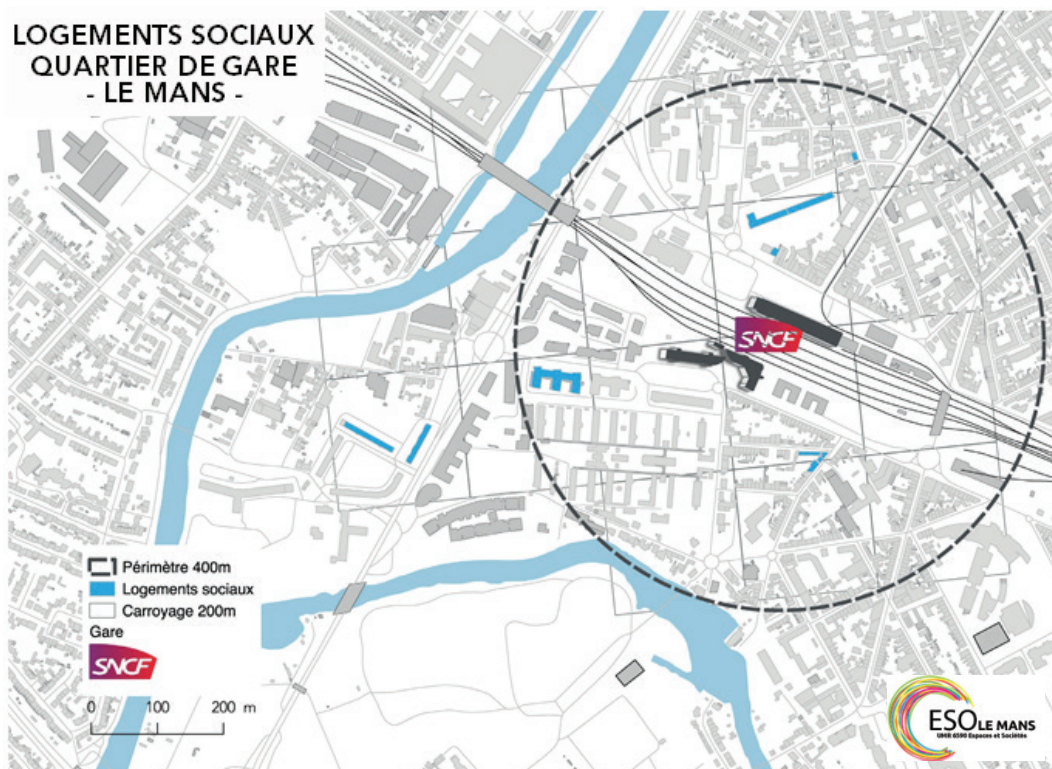 LOGEMENTS SOCIAUX
QUARTIER DE GARE
- LE MANS -
SNCF
Périmètre 400m
Logements sociaux
Carroyage 200m
Gare
SNCF
0 100 200 m
ESO LE MANS
UMR 6590 Espaces et Sociétés